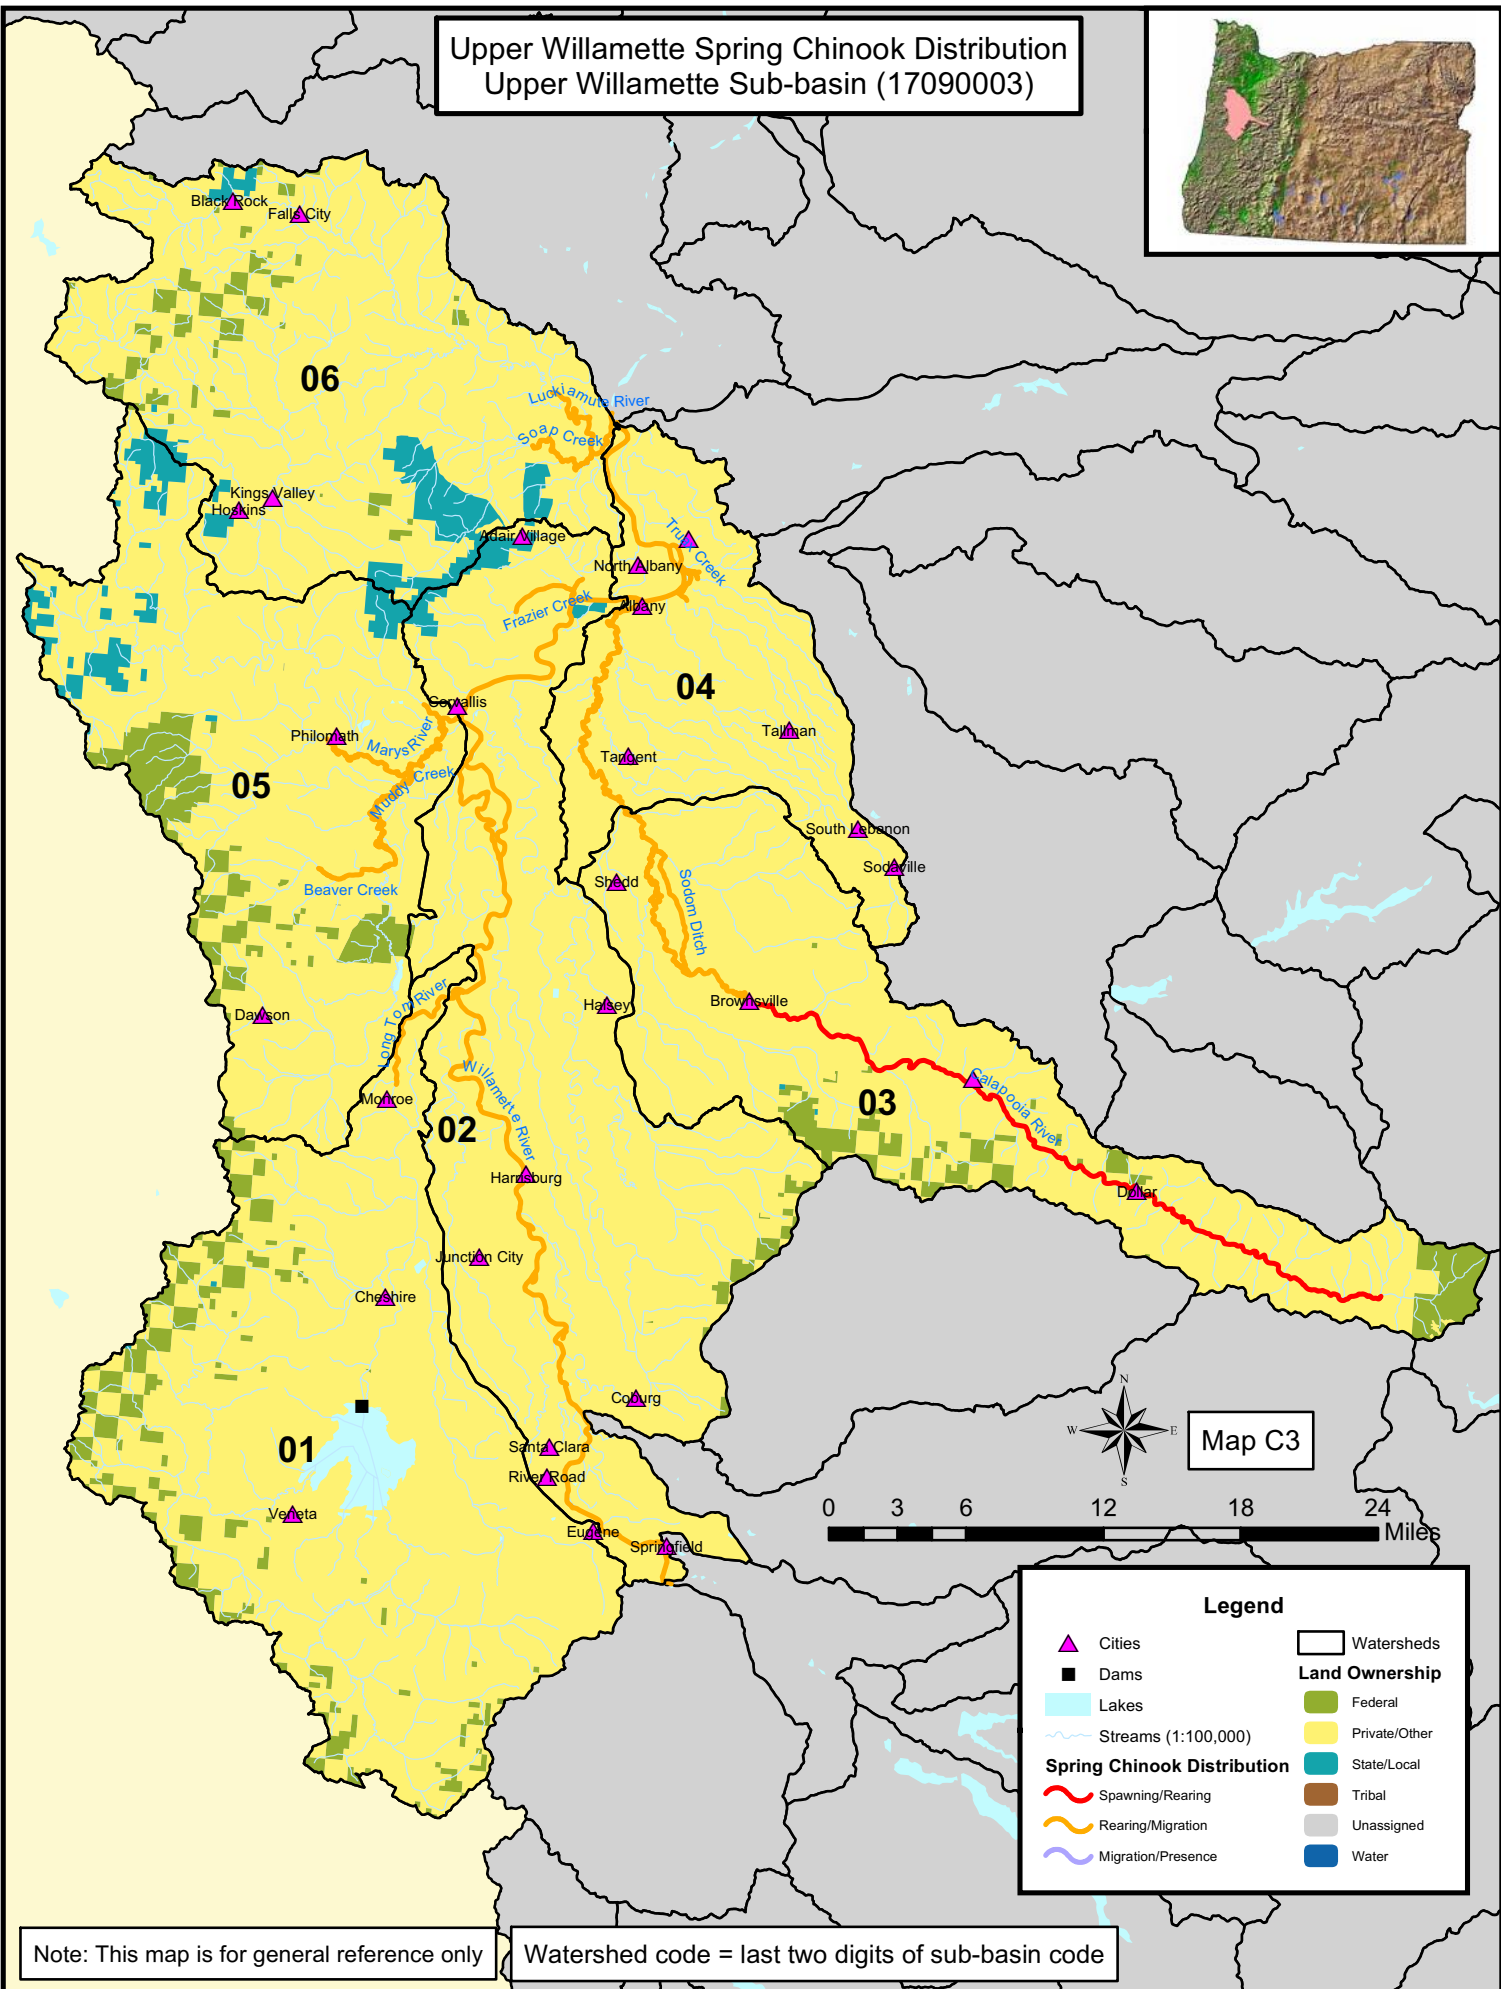 Upper Willamette Spring Chinook Distribution
Upper Willamette Sub-basin (17090003)
Black Rock
Falls City
06
Luckiamute River
Soap Creek
Kings Valley
Hoskins
Adair Village
Truax Creek
North Albany
Frazier Creek
Albany
04
Corvallis
Tallman
Philomath
Marys River
Tangent
05
Muddy Creek
South Lebanon
Sodaville
Shedd
Beaver Creek
Sodom Ditch
Long Tom River
Halsey
Brownsville
Dawson
Willamette River
Calapooia River
Monroe
02
03
Harrisburg
Dollar
Junction City
Cheshire
Coburg
01
Santa Clara
River Road
Veneta
Eugene
Springfield
N
W
E
S
Map C3
0 3 6 12 18 24
Miles
Legend
Cities
Dams
Lakes
Streams (1:100,000)
Spring Chinook Distribution
Spawning/Rearing
Rearing/Migration
Migration/Presence
Watersheds
Land Ownership
Federal
Private/Other
State/Local
Tribal
Unassigned
Water
Note: This map is for general reference only
Watershed code = last two digits of sub-basin code